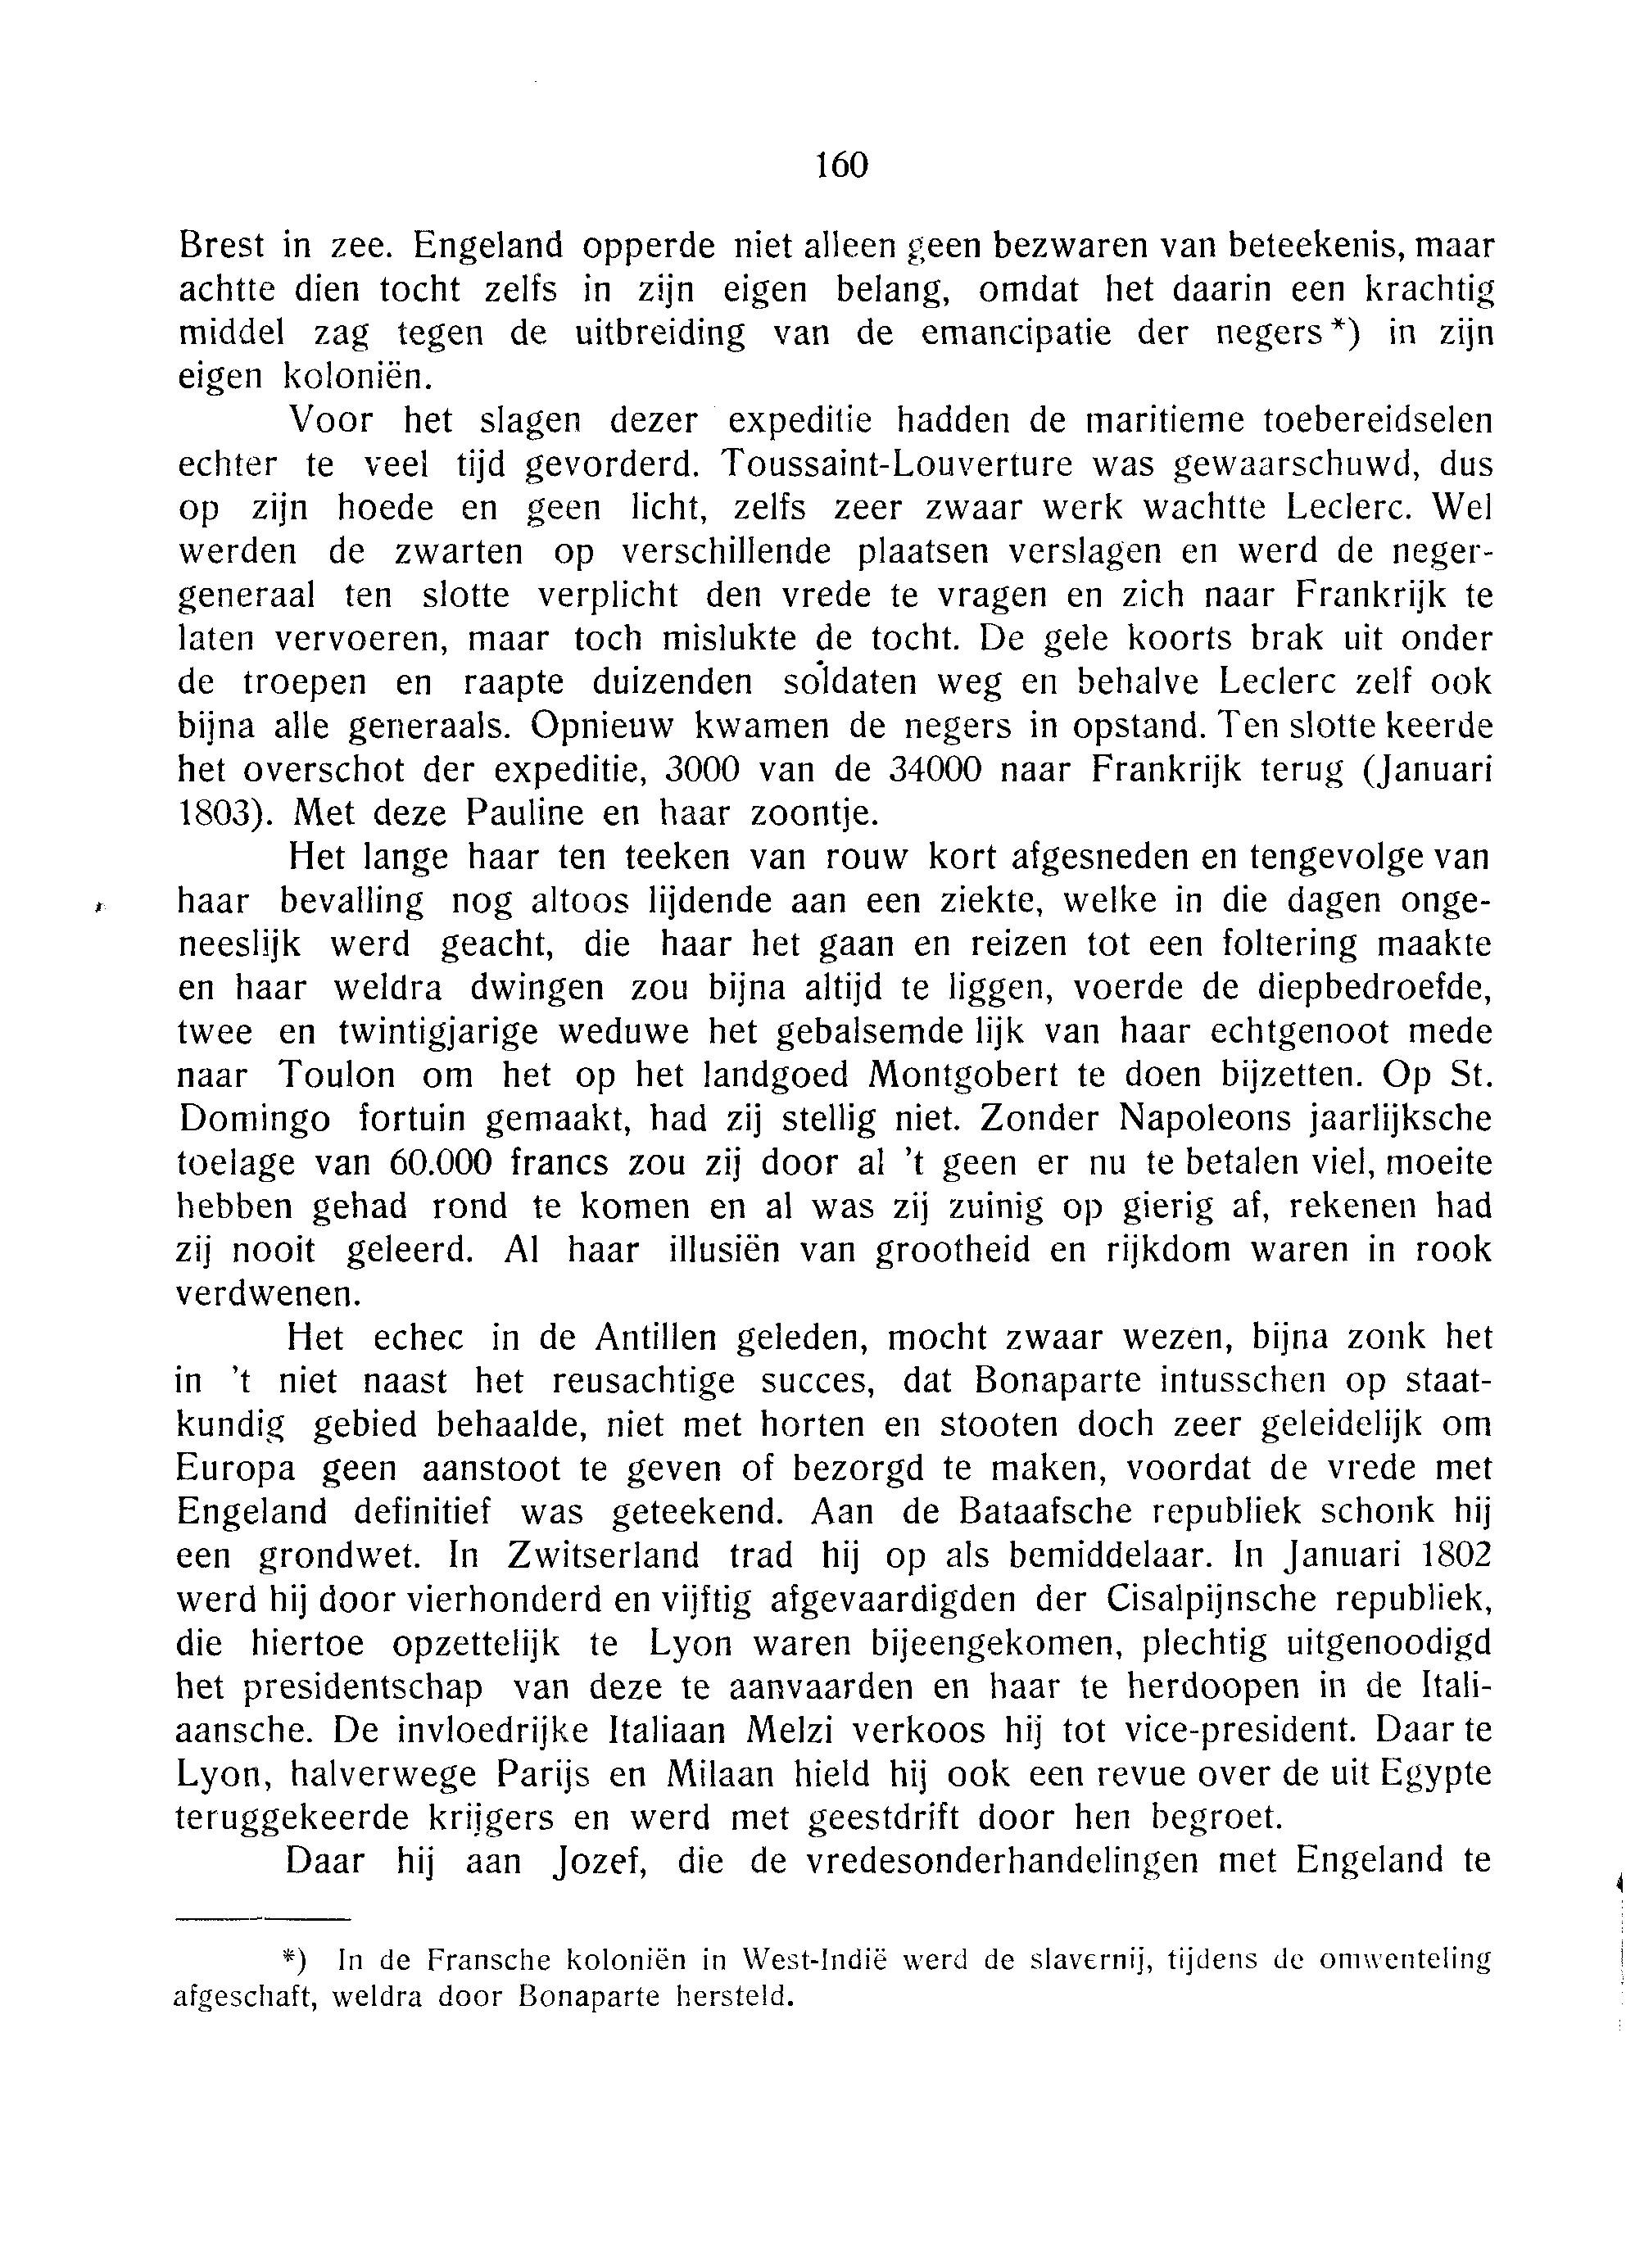 160
Brest in zee. Engeland opperde niet alleen geen bezwaren van beteekenis, maar
achtte dien tocht zelfs in zijn eigen belang, omdat het daarin een krachtig
middel zag tegen de uitbreiding van de emancipatie der negers *) in zijn
eigen koloniën.
Voor het slagen dezer expeditie hadden de maritieme toebereidselen
echter te veel tijd gevorderd. Toussaint-Louverture was gewaarschuwd, dus
op zijn hoede en geen licht, zelfs zeer zwaar werk wachtte Leclerc. Wel
werden de zwarten op verschillende plaatsen verslagen en werd de neger-
generaal ten slotte verplicht den vrede te vragen en zich naar Frankrijk te
laten vervoeren, maar toch mislukte de tocht. De gele koorts brak uit onder
de troepen en raapte duizenden soldaten weg en behalve Leclerc zelf ook
bijna alle generaals. Opnieuw kwamen de negers in opstand. Ten slotte keerde
het overschot der expeditie, 3000 van de 34000 naar Frankrijk terug (Januari
1803). Met deze Pauline en haar zoontje.
Het lange haar ten teeken van rouw kort afgesneden en tengevolge van
haar bevalling nog altoos lijdende aan een ziekte, welke in die dagen onge-
neeslijk werd geacht, die haar het gaan en reizen tot een foltering maakte
en haar weldra dwingen zou bijna altijd te liggen, voerde de diepbedroefde,
twee en twintigjarige weduwe het gebalsemde lijk van haar echtgenoot mede
naar Toulon om het op het landgoed Montgobert te doen bijzetten. Op St.
Domingo fortuin gemaakt, had zij stellig niet. Zonder Napoleons jaarlijksche
toelage van 60.000 francs zou zij door al 't geen er nu te betalen viel, moeite
hebben gehad rond te komen en al was zij zuinig op gierig af, rekenen had
zij nooit geleerd. Al haar illusiën van grootheid en rijkdom waren in rook
verdwenen.
Het echec in de Antillen geleden, mocht zwaar wezen, bijna zonk het
in 't niet naast het reusachtige succes, dat Bonaparte intusschen op staat-
kundig gebied behaalde, niet met horten en stooten doch zeer geleidelijk om
Europa geen aanstoot te geven of bezorgd te maken, voordat de vrede met
Engeland definitief was geteekend. Aan de Bataafsche republiek schonk hij
een grondwet. In Zwitserland trad hij op als bemiddelaar. In Januari 1802
werd hij door vierhonderd en vijftig afgevaardigden der Cisalpijnsche republiek,
die hiertoe opzettelijk te Lyon waren bijeengekomen, plechtig uitgenoodigd
het presidentschap van deze te aanvaarden en haar te herdoopen in de Itali-
aansche. De invloedrijke Italiaan Melzi verkoos hij tot vice-president. Daar te
Lyon, halverwege Parijs en Milaan hield hij ook een revue over de uit Egypte
teruggekeerde krijgers en werd met geestdrift door hen begroet.
Daar hij aan Jozef, die de vredesonderhandelingen met Engeland te
*) In de Fransche koloniën in West-Indië werd de slavernij, tijdens de omwenteling
afgeschaft, weldra door Bonaparte hersteld.